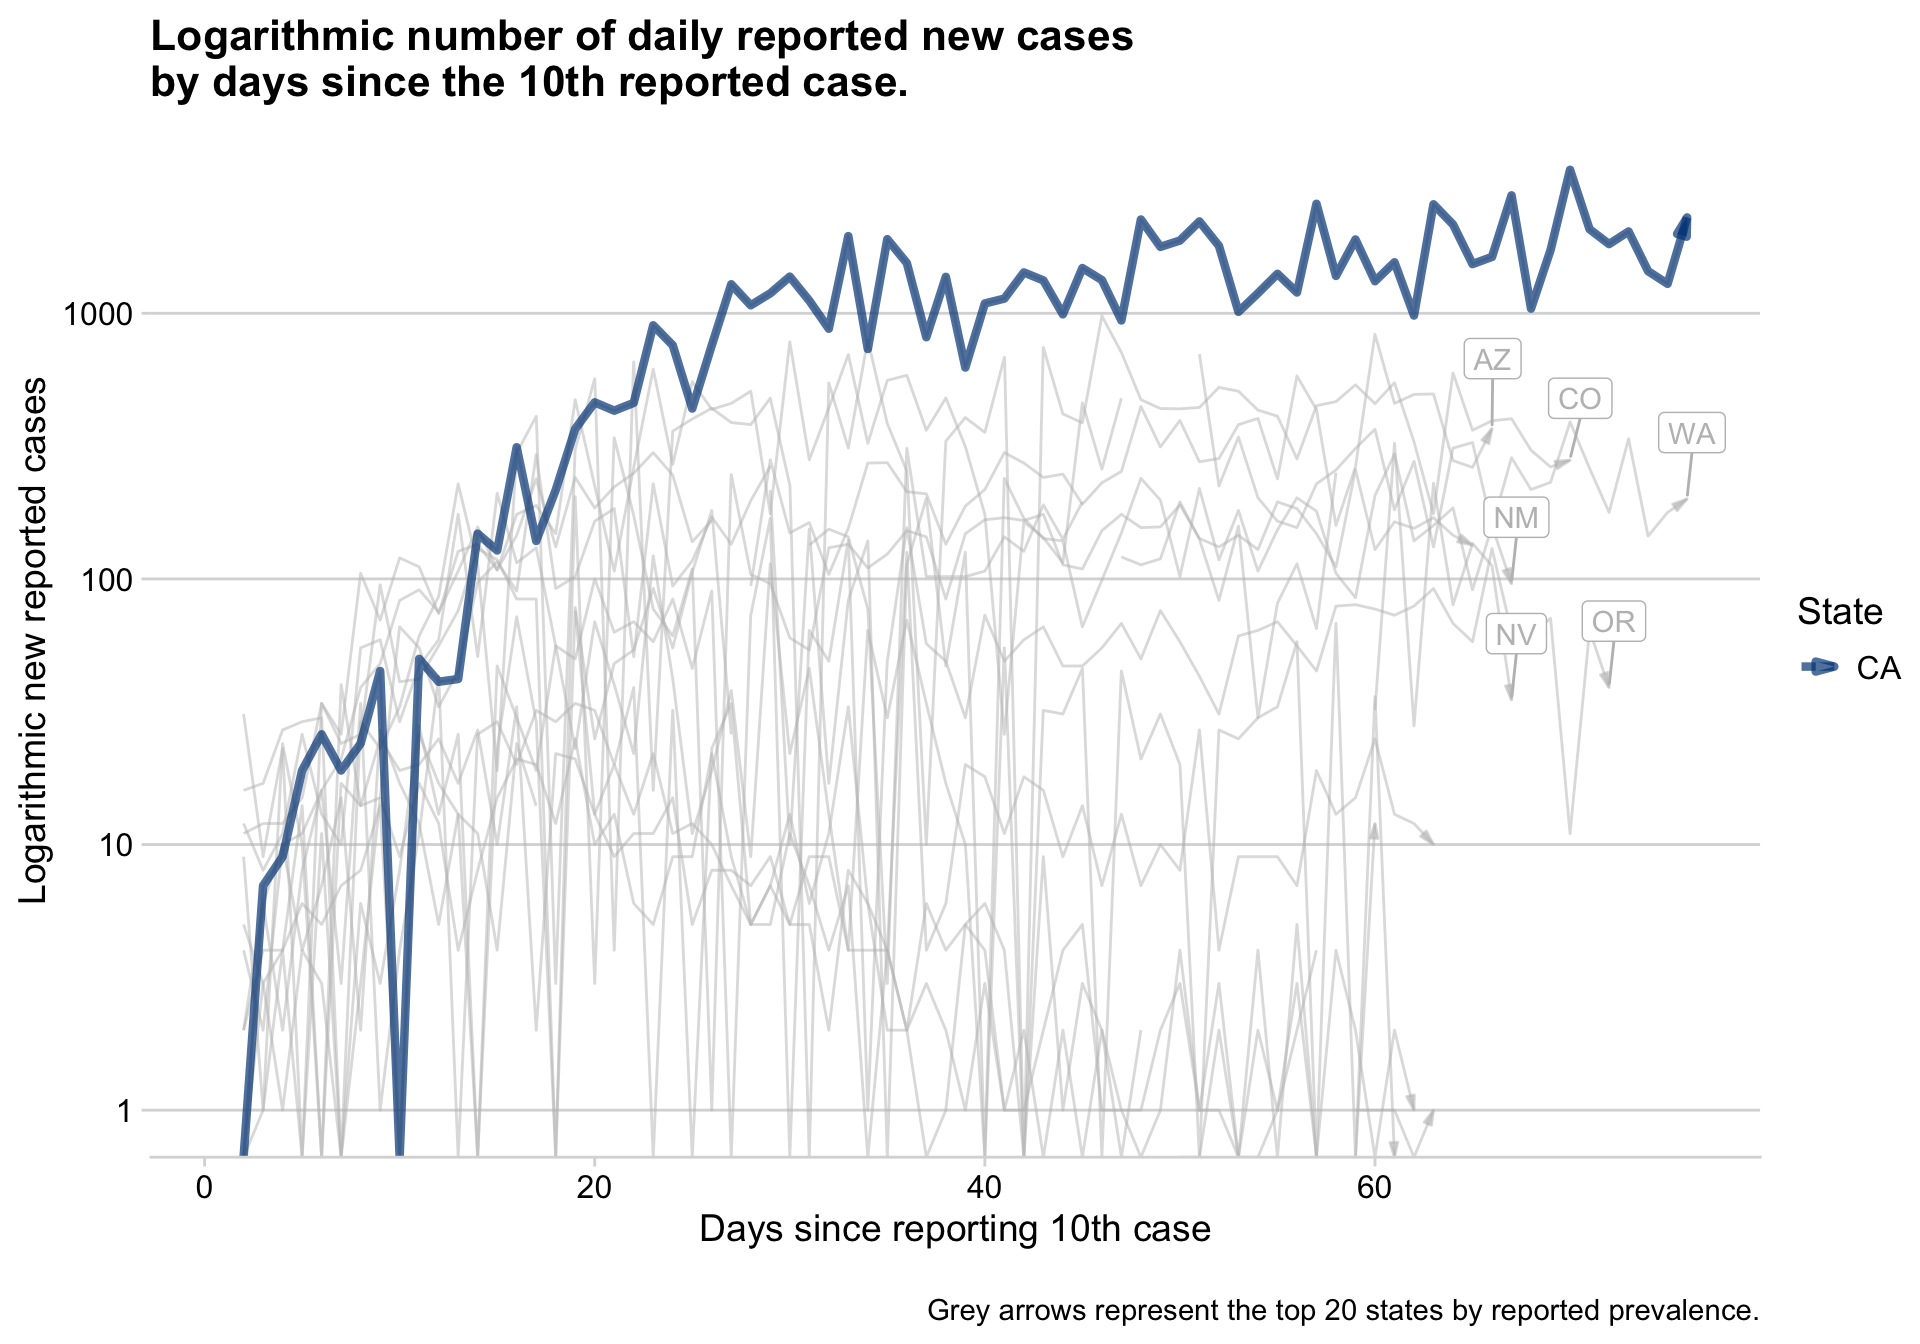 Logarithmic number of daily reported new cases
by days since the 10th reported case.
Logarithmic new reported cases
1000
100
10
1
AZ
CO
WA
NM
NV
OR
State
CA
0
20
40
60
Days since reporting 10th case
Grey arrows represent the top 20 states by reported prevalence.